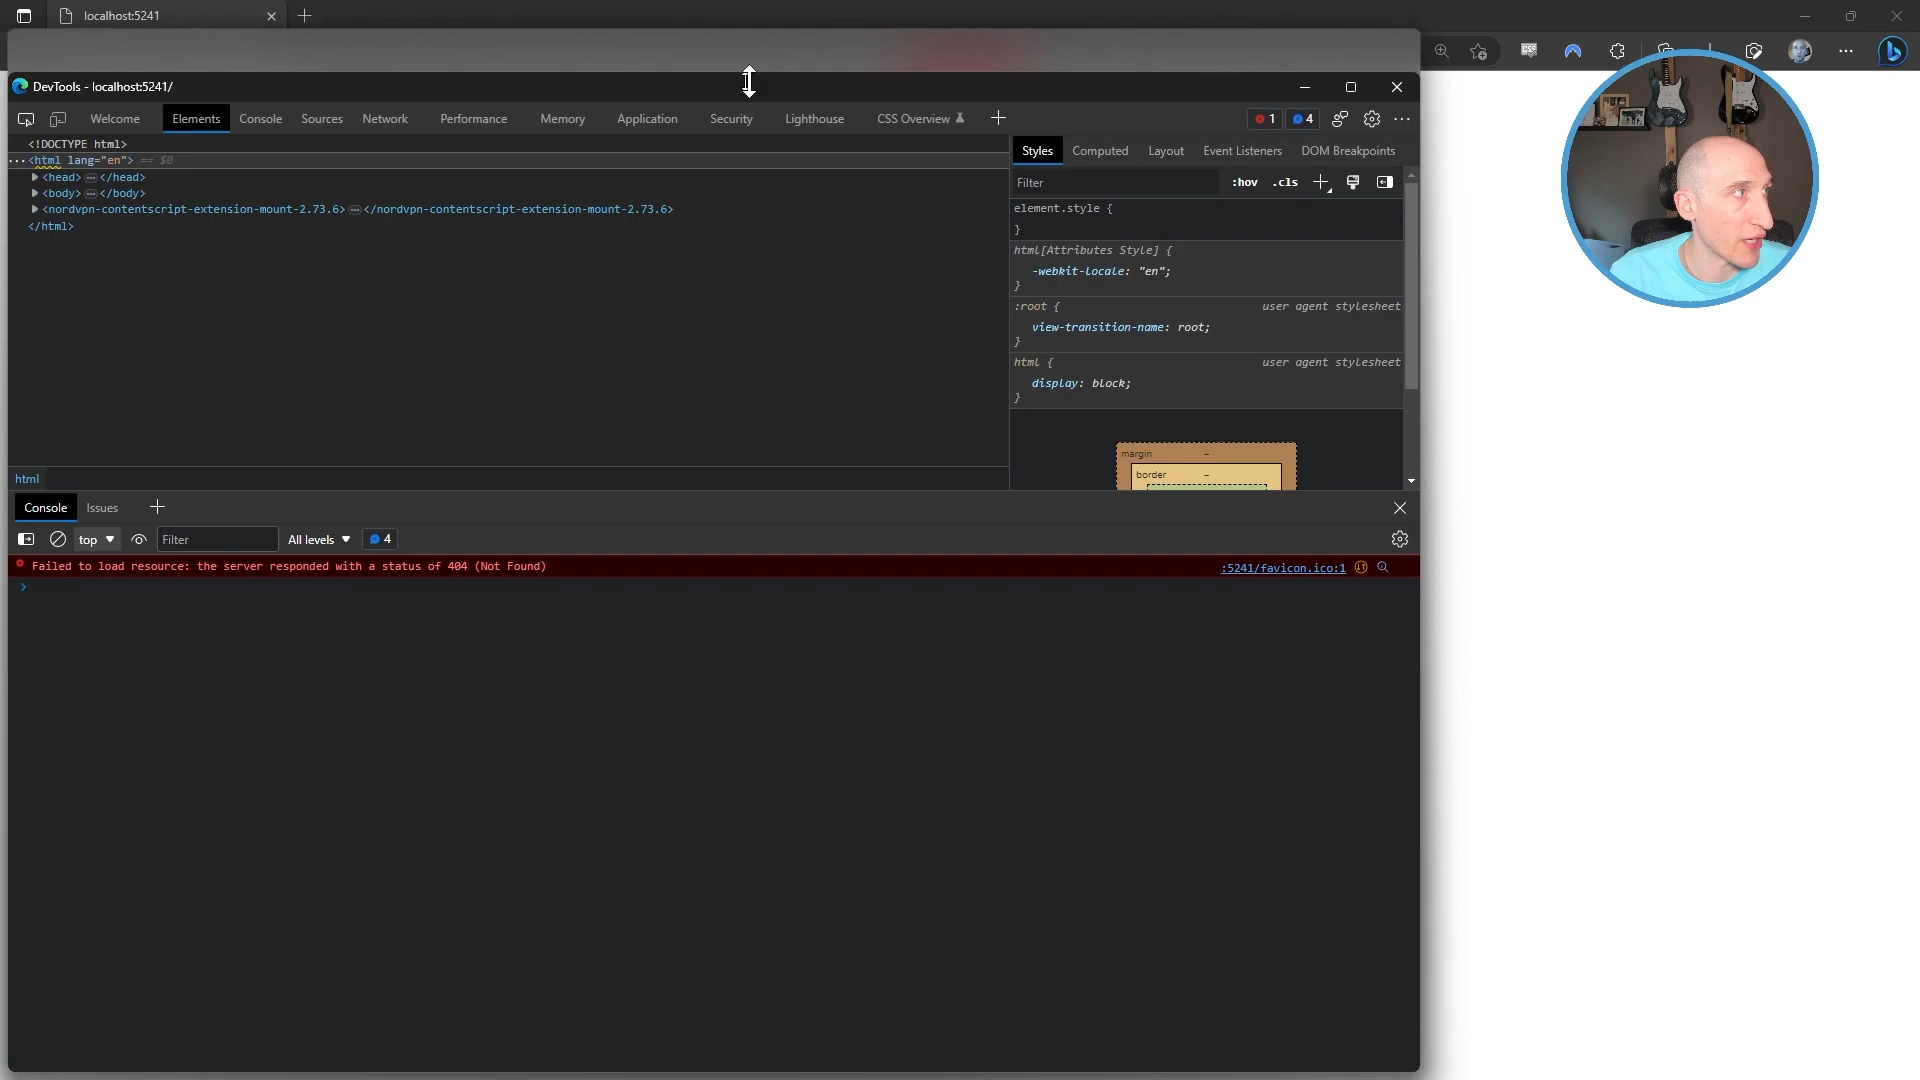 localhost:5241
DevTools - localhost:5241/
Welcome Elements Console Sources Network Performance Memory Application Security Lighthouse CSS Overview 1 4
<!DOCTYPE html>
<html lang="en"> == $0
<head> </head>
<body> </body>
<nordvpn-contentscript-extension-mount-2.73.6> </nordvpn-contentscript-extension-mount-2.73.6>
</html>
html
Styles Computed Layout Event Listeners DOM Breakpoints
Filter :hov .cls
element.style {
}
html[Attributes Style] {
-webkit-locale: "en";
}
:root { user agent stylesheet
view-transition-name: root;
}
html { user agent stylesheet
display: block;
}
margin -
border -
Console Issues
top Filter All levels 4
Failed to load resource: the server responded with a status of 404 (Not Found) :5241/favicon.ico:1